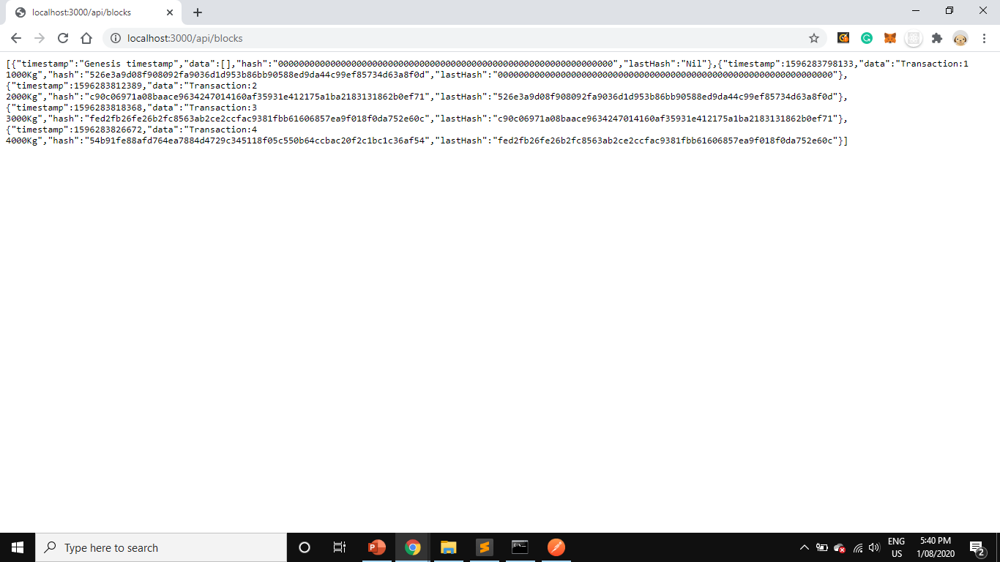 localhost:3000/api/blocks
localhost:3000/api/blocks
[{"timestamp":"Genesis timestamp","data":[],"hash":"0000000000000000000000000000000000000000000000000000000000000000","lastHash":"Nil"},{"timestamp":1596283798133,"data":"Transaction:1
1000Kg","hash":"526e3a9d08f908092fa9036d1d953b86bb90588ed9da44c99ef85734d63a8f0d","lastHash":"0000000000000000000000000000000000000000000000000000000000000000"},
{"timestamp":1596283812389,"data":"Transaction:2
2000Kg","hash":"c90c06971a08baace9634247014160af35931e412175a1ba2183131862b0ef71","lastHash":"526e3a9d08f908092fa9036d1d953b86bb90588ed9da44c99ef85734d63a8f0d"},
{"timestamp":1596283818368,"data":"Transaction:3
3000Kg","hash":"fed2fb26fe26b2fc8563ab2ce2ccfac9381fbb61606857ea9f018f0da752e60c","lastHash":"c90c06971a08baace9634247014160af35931e412175a1ba2183131862b0ef71"},
{"timestamp":1596283826672,"data":"Transaction:4
4000Kg","hash":"54b91fe88afd764ea7884d4729c345118f05c550b64ccbac20f2c1bc1c36af54","lastHash":"fed2fb26fe26b2fc8563ab2ce2ccfac9381fbb61606857ea9f018f0da752e60c"}]
Type here to search
ENG
US
5:40 PM
1/08/2020
2